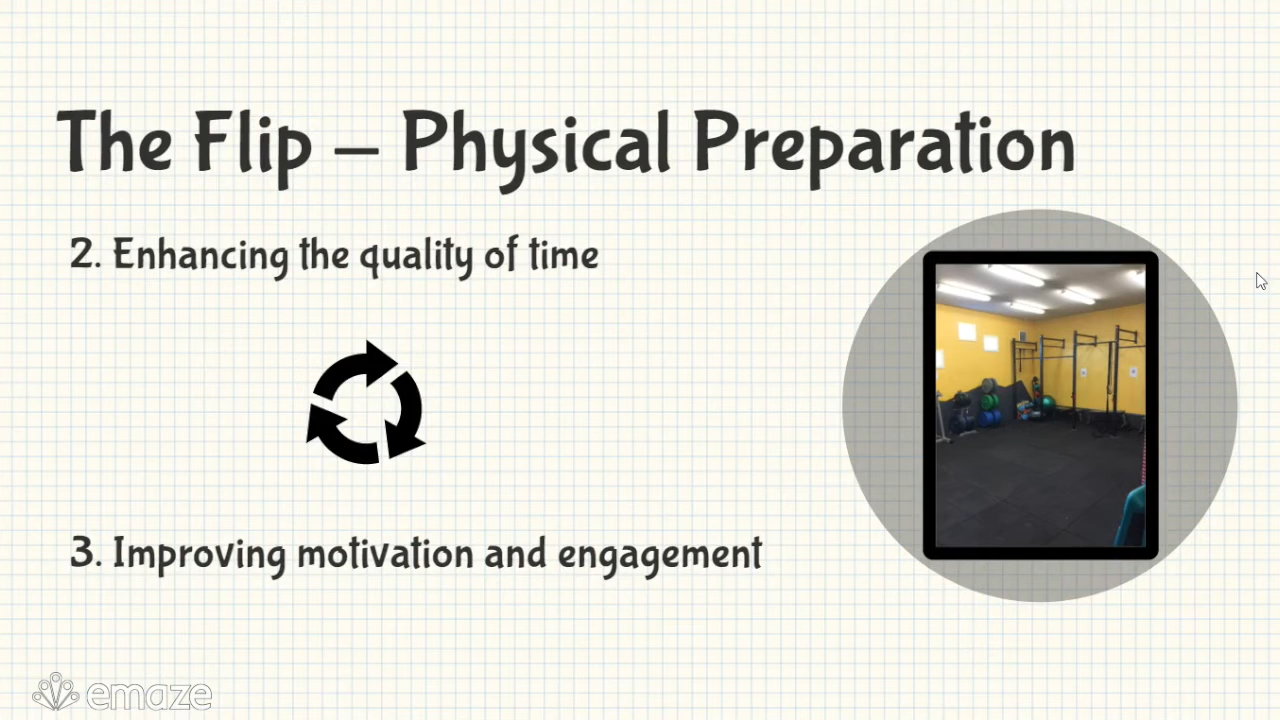 The Flip – Physical Preparation
2. Enhancing the quality of time
3. Improving motivation and engagement
emaze